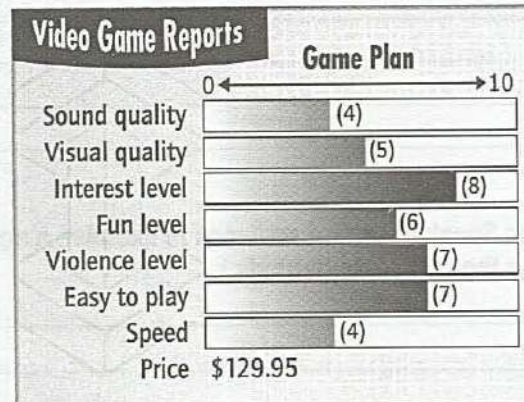 Video Game Reports
Game Plan
0 10
Sound quality (4)
Visual quality (5)
Interest level (8)
Fun level (6)
Violence level (7)
Easy to play (7)
Speed (4)
Price $129.95